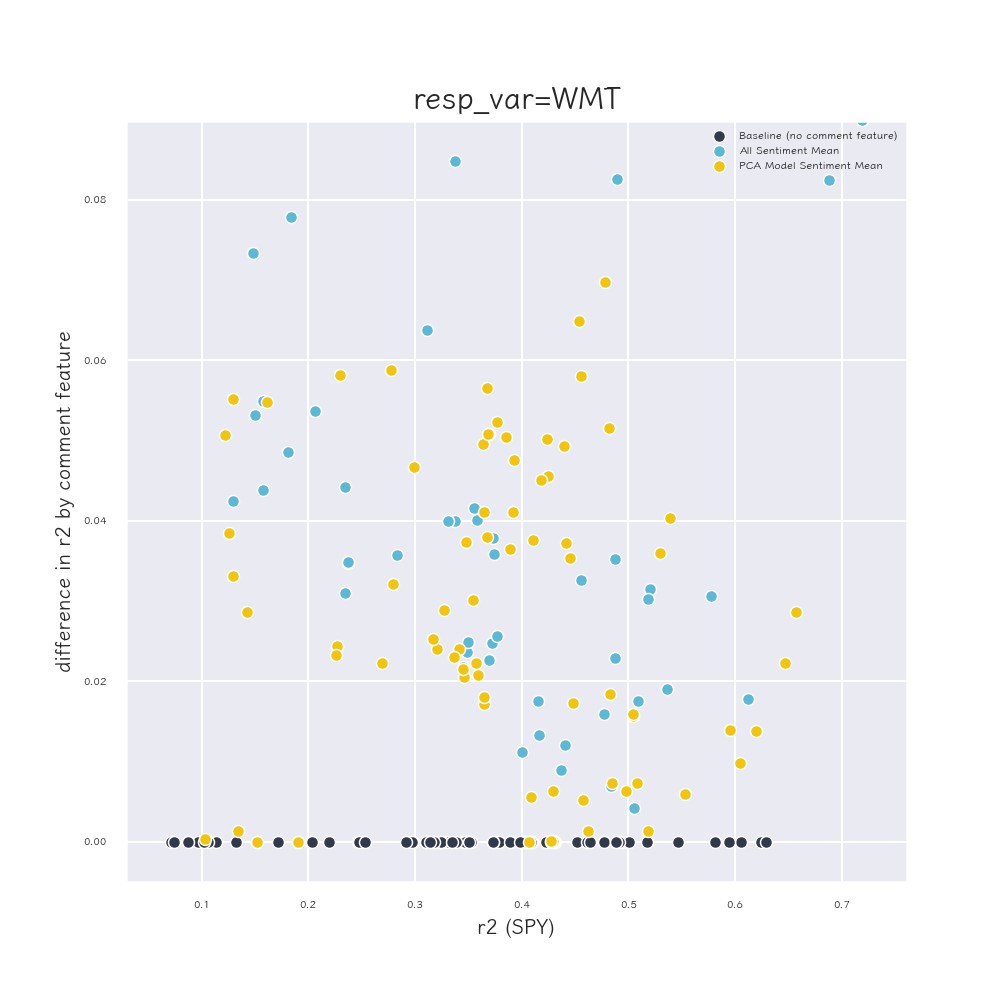 resp_var=WMT
Baseline (no comment feature)
All Sentiment Mean
PCA Model Sentiment Mean
difference in r2 by comment feature
0.08
0.06
0.04
0.02
0.00
0.1 0.2 0.3 0.4 0.5 0.6 0.7
r2 (SPY)